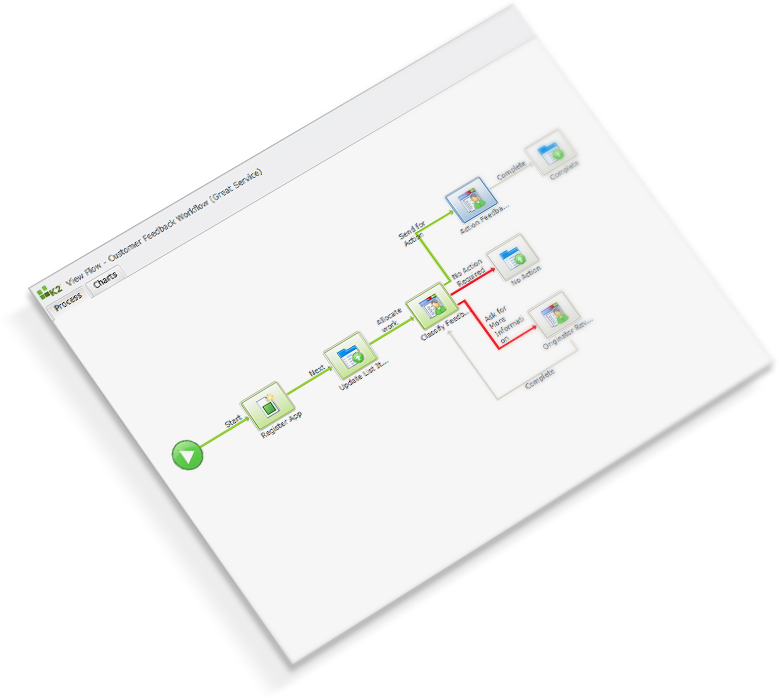 K2 View Flow - Customer Feedback Workflow (Great Service)
Process
Charts
Start
Register App
Next
Update List It...
Allocate
work
Classify Feedb...
Send for
Action
Action Feedba...
Complete
Complete
No Action
Required
No Action
Ask for
More
Informati
on
Originator Rev...
Complete